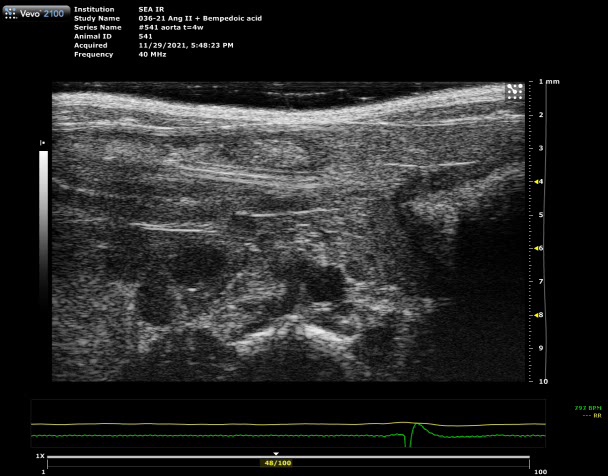 Vevo 2100
Institution SEA IR
Study Name 036-21 Ang II + Bempedoic acid
Series Name #541 aorta t=4w
Animal ID 541
Acquired 11/29/2021, 5:48:23 PM
Frequency 40 MHz
1 mm
2
3
4
5
6
7
8
9
10
292 BPM
--- RR
1X
48/100
1
100